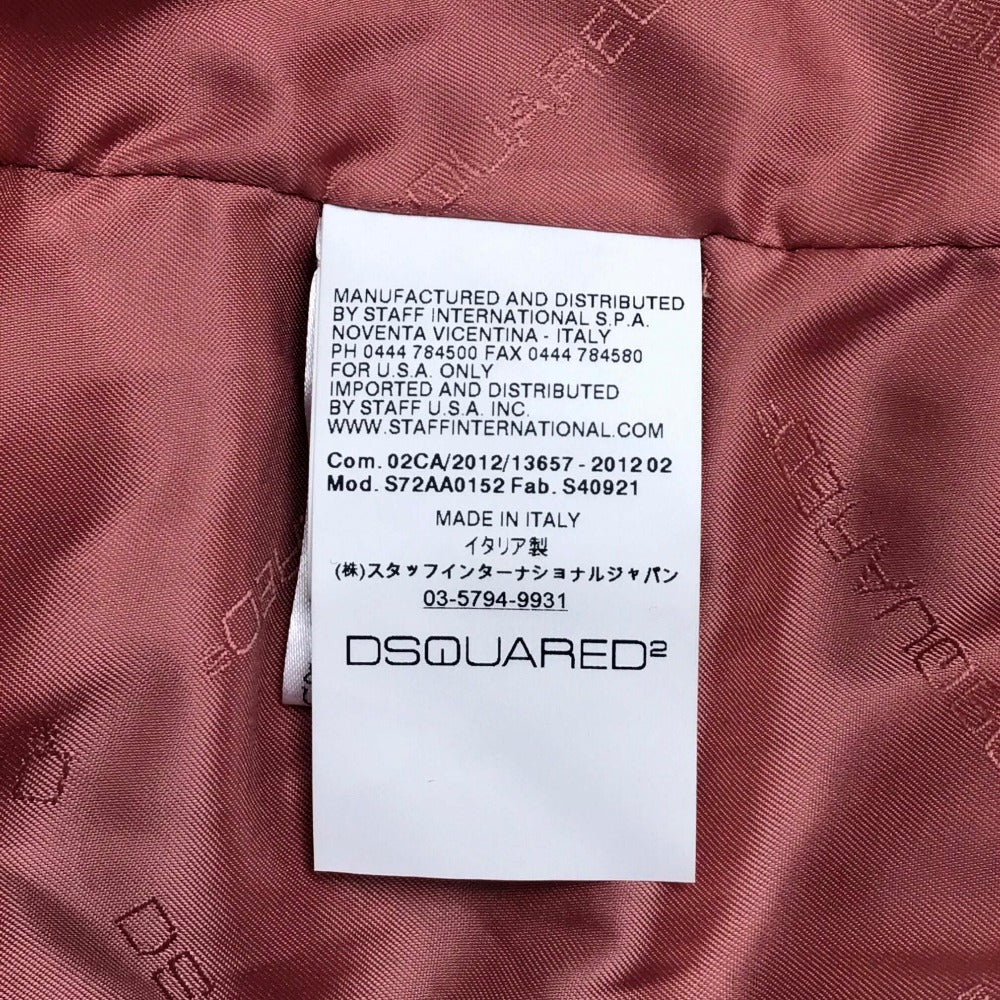 MANUFACTURED AND DISTRIBUTED
BY STAFF INTERNATIONAL S.P.A.
NOVENTA VICENTINA - ITALY
PH 0444 784500 FAX 0444 784580
FOR U.S.A. ONLY
IMPORTED AND DISTRIBUTED
BY STAFF U.S.A. INC.
WWW.STAFFINTERNATIONAL.COM
Com. 02CA/2012/13657 - 2012 02
Mod. S72AA0152 Fab. S40921
MADE IN ITALY
イタリア製
(株)スタッフインターナショナルジャパン
03-5794-9931
DSQUARED²